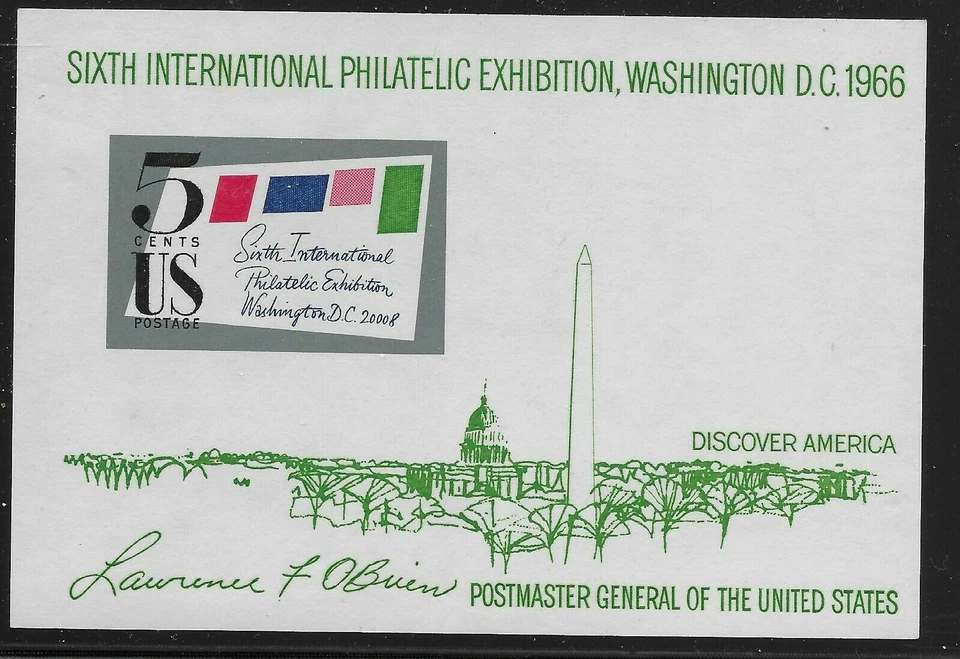 SIXTH INTERNATIONAL PHILATELIC EXHIBITION, WASHINGTON D.C. 1966
5
CENTS
US
POSTAGE
Sixth International
Philatelic Exhibition
Washington D.C. 20008
DISCOVER AMERICA
Lawrence F O'Brien
POSTMASTER GENERAL OF THE UNITED STATES